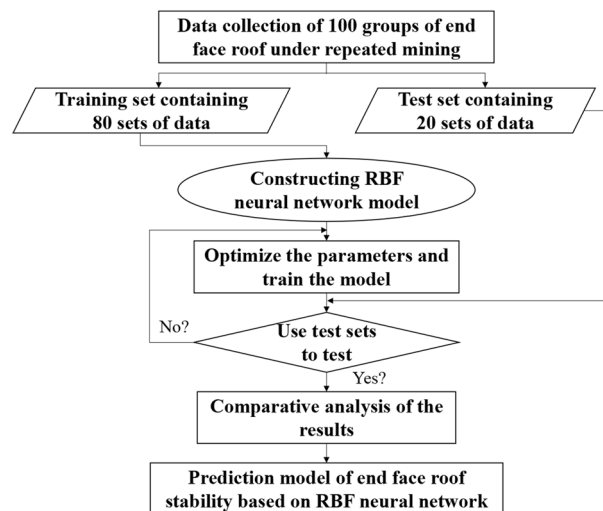 Data collection of 100 groups of end
face roof under repeated mining
Training set containing
80 sets of data
Test set containing
20 sets of data
Constructing RBF
neural network model
Optimize the parameters and
train the model
No?
Use test sets
to test
Yes?
Comparative analysis of the
results
Prediction model of end face roof
stability based on RBF neural network